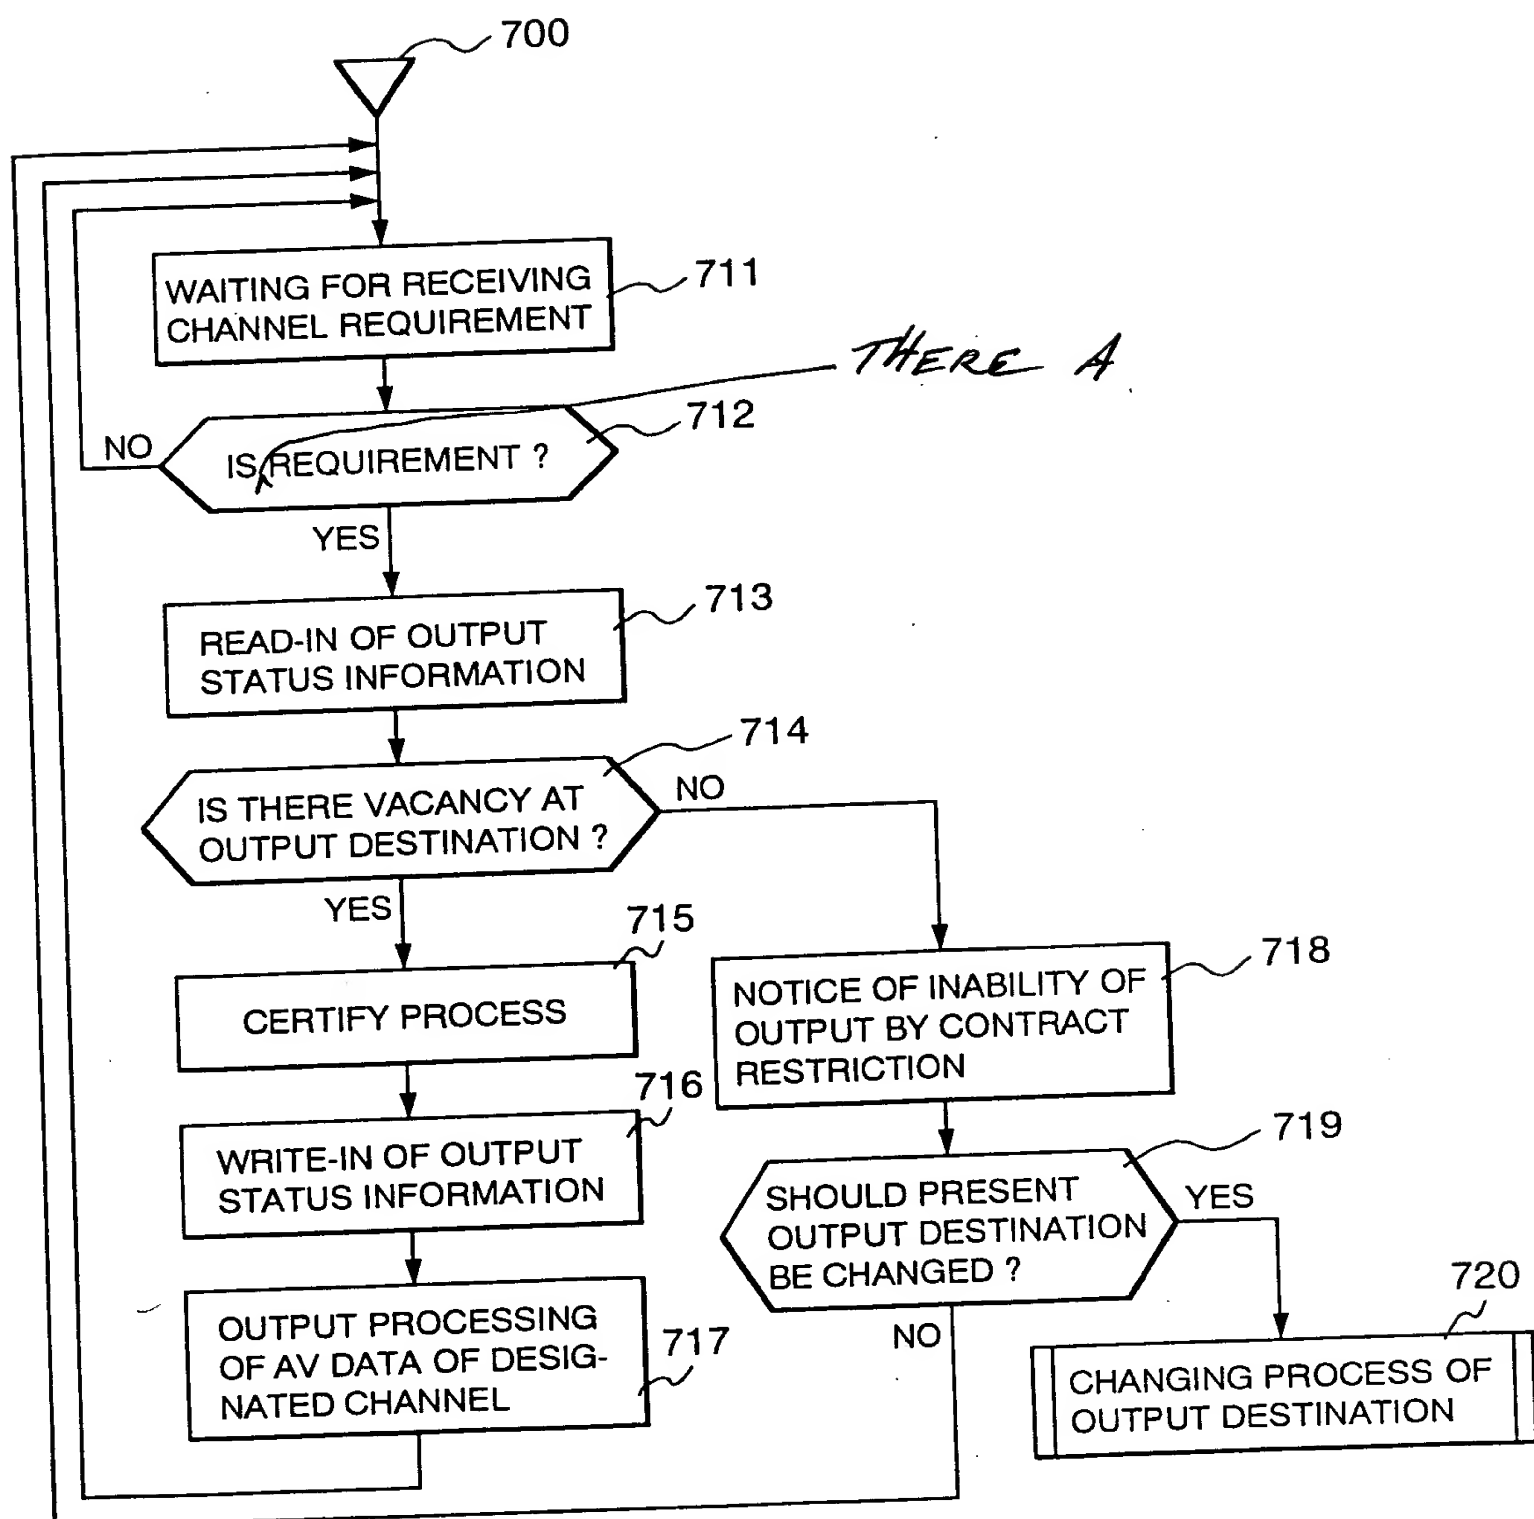 700
WAITING FOR RECEIVING
CHANNEL REQUIREMENT
711
THERE A
NO
IS REQUIREMENT ?
712
YES
READ-IN OF OUTPUT
STATUS INFORMATION
713
IS THERE VACANCY AT
OUTPUT DESTINATION ?
714
NO
YES
CERTIFY PROCESS
715
NOTICE OF INABILITY OF
OUTPUT BY CONTRACT
RESTRICTION
718
WRITE-IN OF OUTPUT
STATUS INFORMATION
716
SHOULD PRESENT
OUTPUT DESTINATION
BE CHANGED ?
719
YES
NO
OUTPUT PROCESSING
OF AV DATA OF DESIG-
NATED CHANNEL
717
CHANGING PROCESS OF
OUTPUT DESTINATION
720